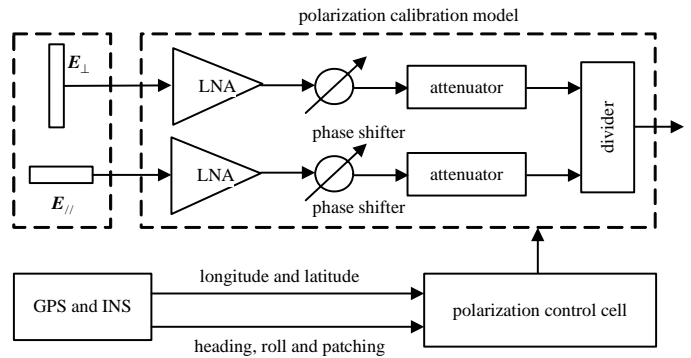 polarization calibration model
E⊥
LNA
attenuator
phase shifter
divider
E//
LNA
attenuator
phase shifter
longitude and latitude
GPS and INS
polarization control cell
heading, roll and patching